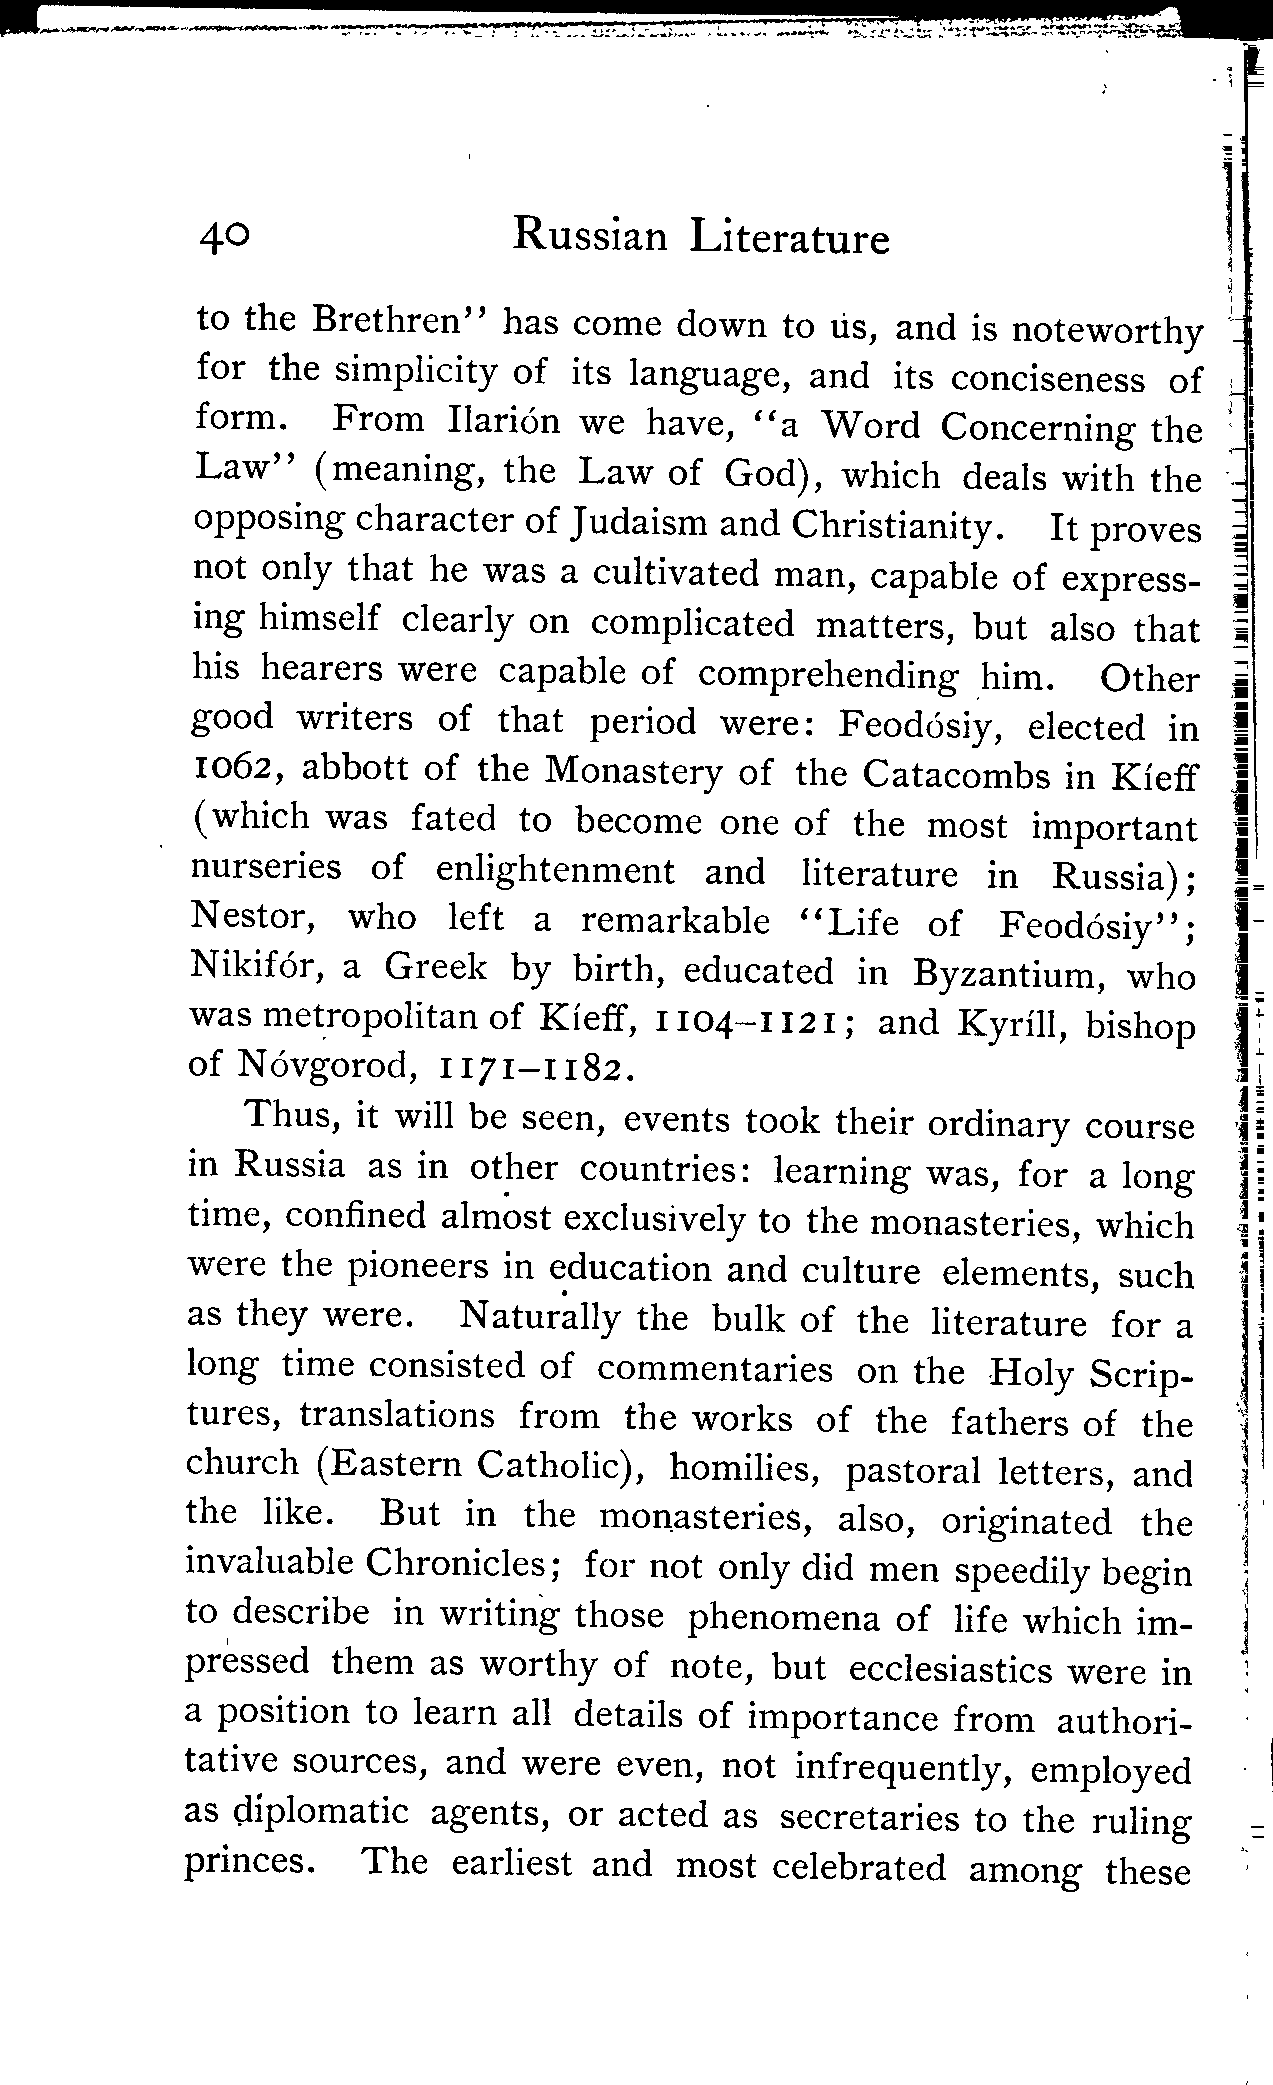 40 Russian Literature
to the Brethren'' has come down to us, and is noteworthy
for the simplicity of its language, and its conciseness of
form. From Ilarión we have, ''a Word Concerning the
Law'' (meaning, the Law of God), which deals with the
opposing character of Judaism and Christianity. It proves
not only that he was a cultivated man, capable of express-
ing himself clearly on complicated matters, but also that
his hearers were capable of comprehending him. Other
good writers of that period were: Feodósiy, elected in
1062, abbott of the Monastery of the Catacombs in Kíeff
(which was fated to become one of the most important
nurseries of enlightenment and literature in Russia);
Nestor, who left a remarkable ''Life of Feodósiy'';
Nikifór, a Greek by birth, educated in Byzantium, who
was metropolitan of Kíeff, 1104–1121; and Kyríll, bishop
of Nóvgorod, 1171–1182.
Thus, it will be seen, events took their ordinary course
in Russia as in other countries: learning was, for a long
time, confined almost exclusively to the monasteries, which
were the pioneers in education and culture elements, such
as they were. Naturally the bulk of the literature for a
long time consisted of commentaries on the Holy Scrip-
tures, translations from the works of the fathers of the
church (Eastern Catholic), homilies, pastoral letters, and
the like. But in the monasteries, also, originated the
invaluable Chronicles; for not only did men speedily begin
to describe in writing those phenomena of life which im-
pressed them as worthy of note, but ecclesiastics were in
a position to learn all details of importance from authori-
tative sources, and were even, not infrequently, employed
as diplomatic agents, or acted as secretaries to the ruling
princes. The earliest and most celebrated among these